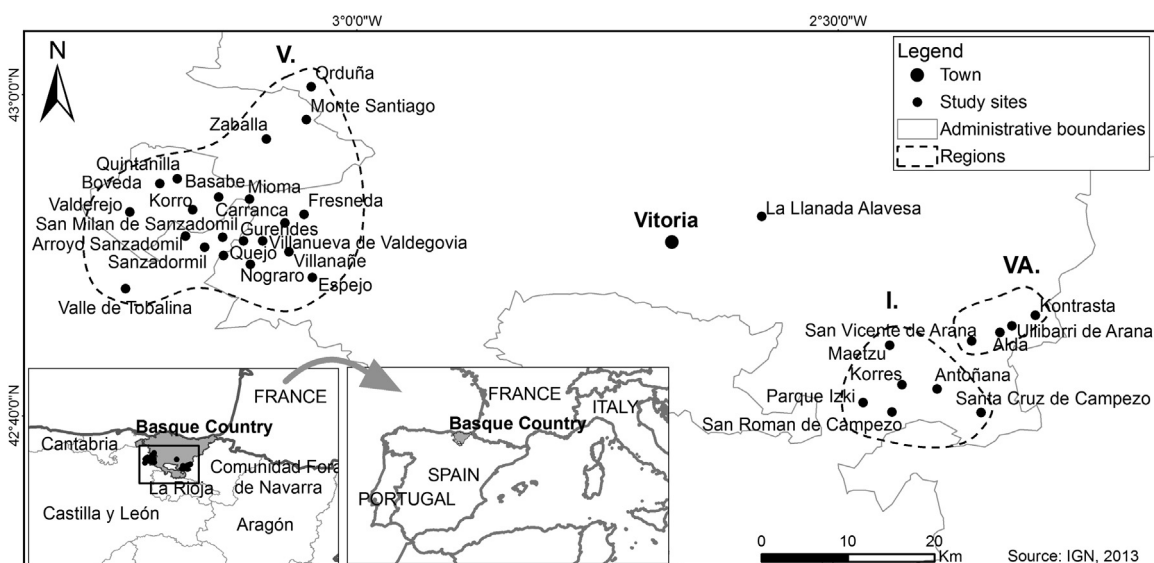 3°0'0"W
2°30'0"W
43°0'0"N
42°40'0"N
N
V.
Orduña
Monte Santiago
Zaballa
Quintanilla
Boveda
Basabe
Mioma
Valderejo
Korro
Carranca
Fresneda
San Milan de Sanzadornil
Gurendes
Arroyo Sanzadornil
Villanueva de Valdegovia
Sanzadormil
Quejo
Villanañe
Nograro
Espejo
Valle de Tobalina
Vitoria
La Llanada Alavesa
VA.
I.
Kontrasta
San Vicente de Arana
Ullibarri de Arana
Alda
Maetzu
Korres
Antoñana
Parque Izki
Santa Cruz de Campezo
San Roman de Campezo
Legend
Town
Study sites
Administrative boundaries
Regions
FRANCE
Basque Country
Cantabria
Comunidad Fora
de Navarra
La Rioja
Castilla y León
Aragón
FRANCE
ITALY
Basque Country
SPAIN
PORTUGAL
0 10 20
Km
Source: IGN, 2013